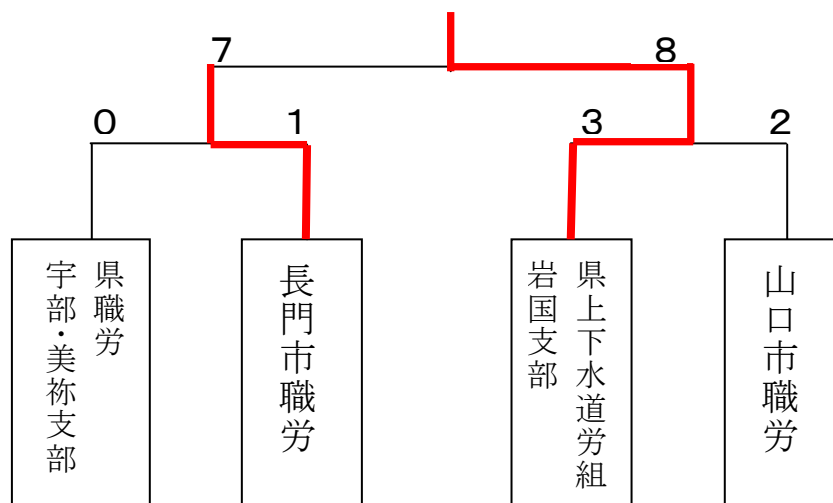 7 8
0 1 3 2
県職労
宇部・美祢支部
長門市職労
県上下水道労組
岩国支部
山口市職労